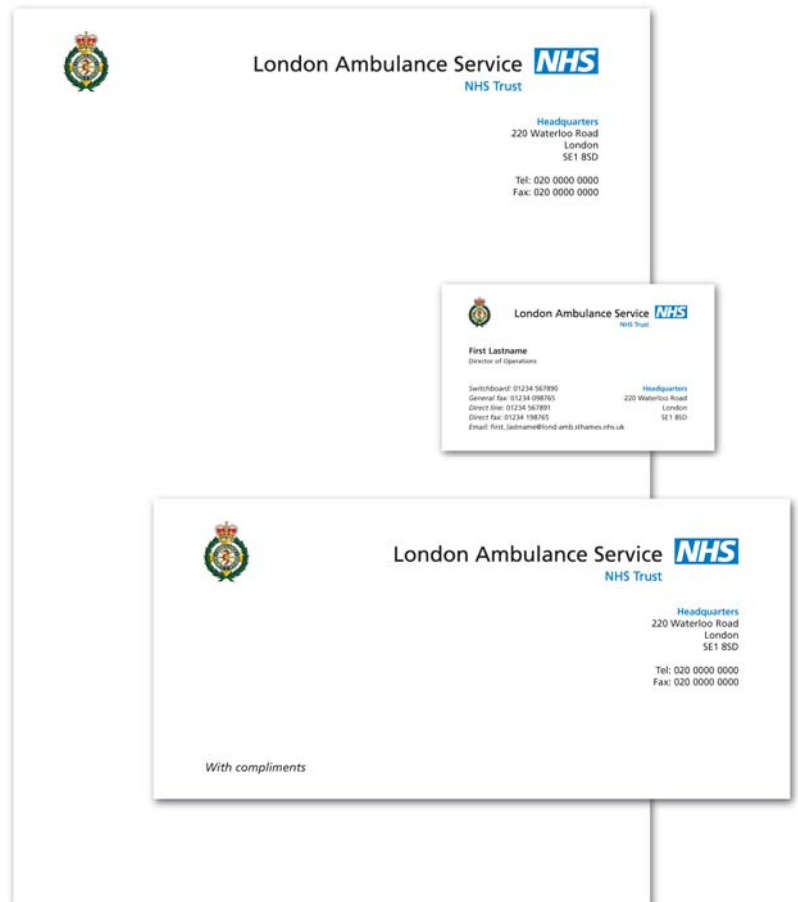 London Ambulance Service NHS
NHS Trust
Headquarters
220 Waterloo Road
London
SE1 8SD
Tel: 020 0000 0000
Fax: 020 0000 0000
London Ambulance Service NHS
NHS Trust
First Lastname
Director of Operations
Switchboard: 01234 567890
General fax: 01234 098765
Direct line: 01234 567891
Direct fax: 01234 198765
Email: first_lastname@lond-amb.sthames.nhs.uk
Headquarters
220 Waterloo Road
London
SE1 8SD
London Ambulance Service NHS
NHS Trust
Headquarters
220 Waterloo Road
London
SE1 8SD
Tel: 020 0000 0000
Fax: 020 0000 0000
With compliments